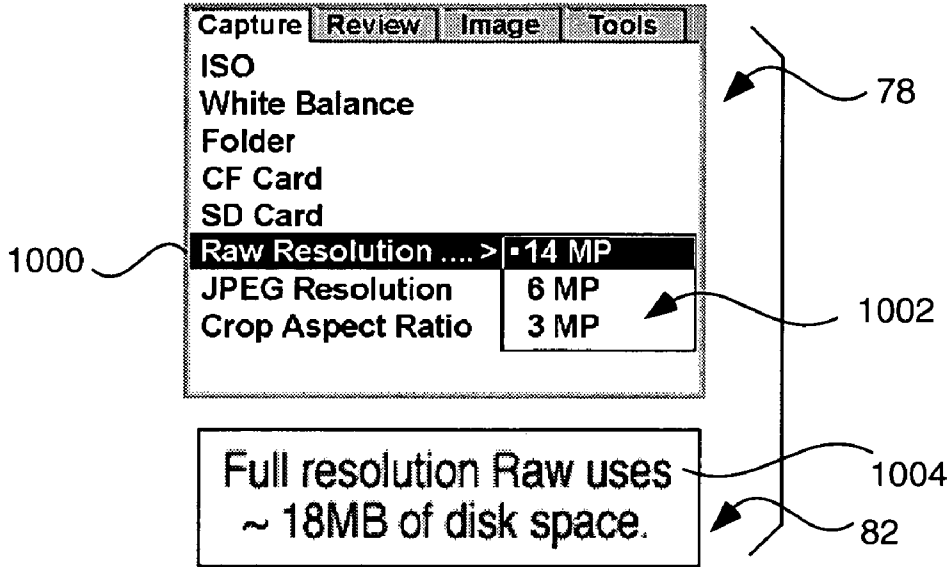 Capture Review Image Tools
ISO
White Balance
Folder
CF Card
SD Card
Raw Resolution .... > ▪ 14 MP
JPEG Resolution 6 MP
Crop Aspect Ratio 3 MP
Full resolution Raw uses
~ 18MB of disk space.
78
1000
1002
1004
82